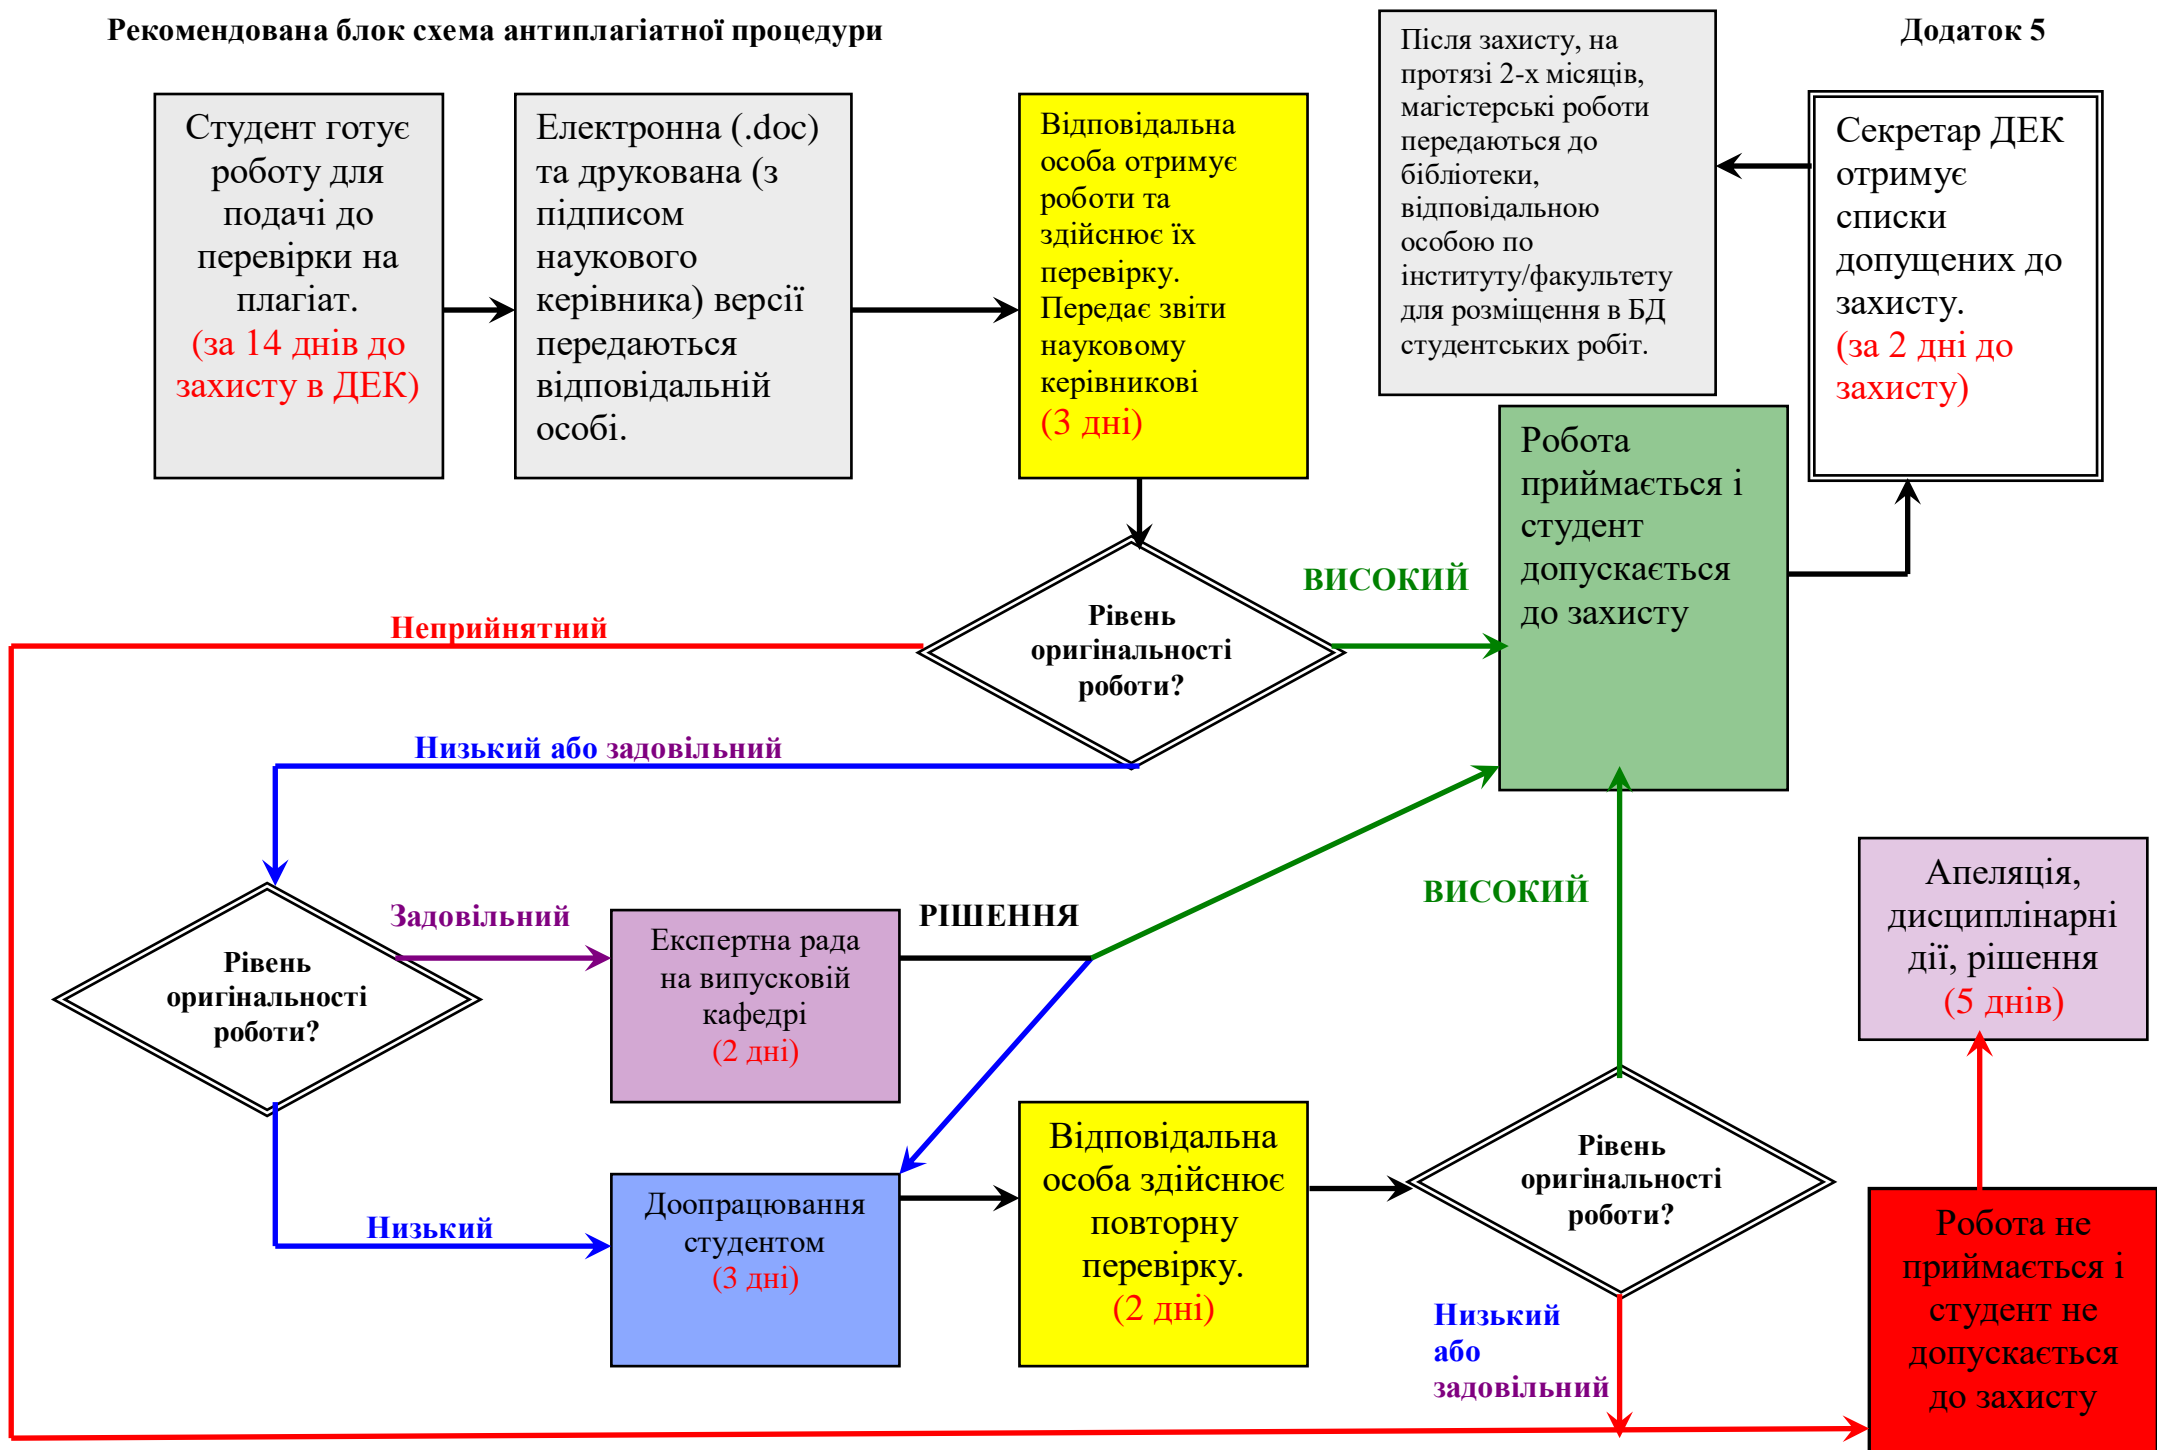 Рекомендована блок схема антиплагіатної процедури
Додаток 5
Студент готує
роботу для
подачі до
перевірки на
плагіат.
(за 14 днів до
захисту в ДЕК)
Електронна (.doc)
та друкована (з
підписом
наукового
керівника) версії
передаються
відповідальній
особі.
Відповідальна
особа отримує
роботи та
здійснює їх
перевірку.
Передає звіти
науковому
керівникові
(3 дні)
Після захисту, на
протязі 2-х місяців,
магістерські роботи
передаються до
бібліотеки,
відповідальною
особою по
інституту/факультету
для розміщення в БД
студентських робіт.
Секретар ДЕК
отримує
списки
допущених до
захисту.
(за 2 дні до
захисту)
Робота
приймається і
студент
допускається
до захисту
ВИСОКИЙ
Рівень
оригінальності
роботи?
Неприйнятний
Низький або задовільний
Рівень
оригінальності
роботи?
Задовільний
Експертна рада
на випусковій
кафедрі
(2 дні)
РІШЕННЯ
ВИСОКИЙ
Апеляція,
дисциплінарні
дії, рішення
(5 днів)
Низький
Доопрацювання
студентом
(3 дні)
Відповідальна
особа здійснює
повторну
перевірку.
(2 дні)
Рівень
оригінальності
роботи?
Низький
або
задовільний
Робота не
приймається і
студент не
допускається
до захисту